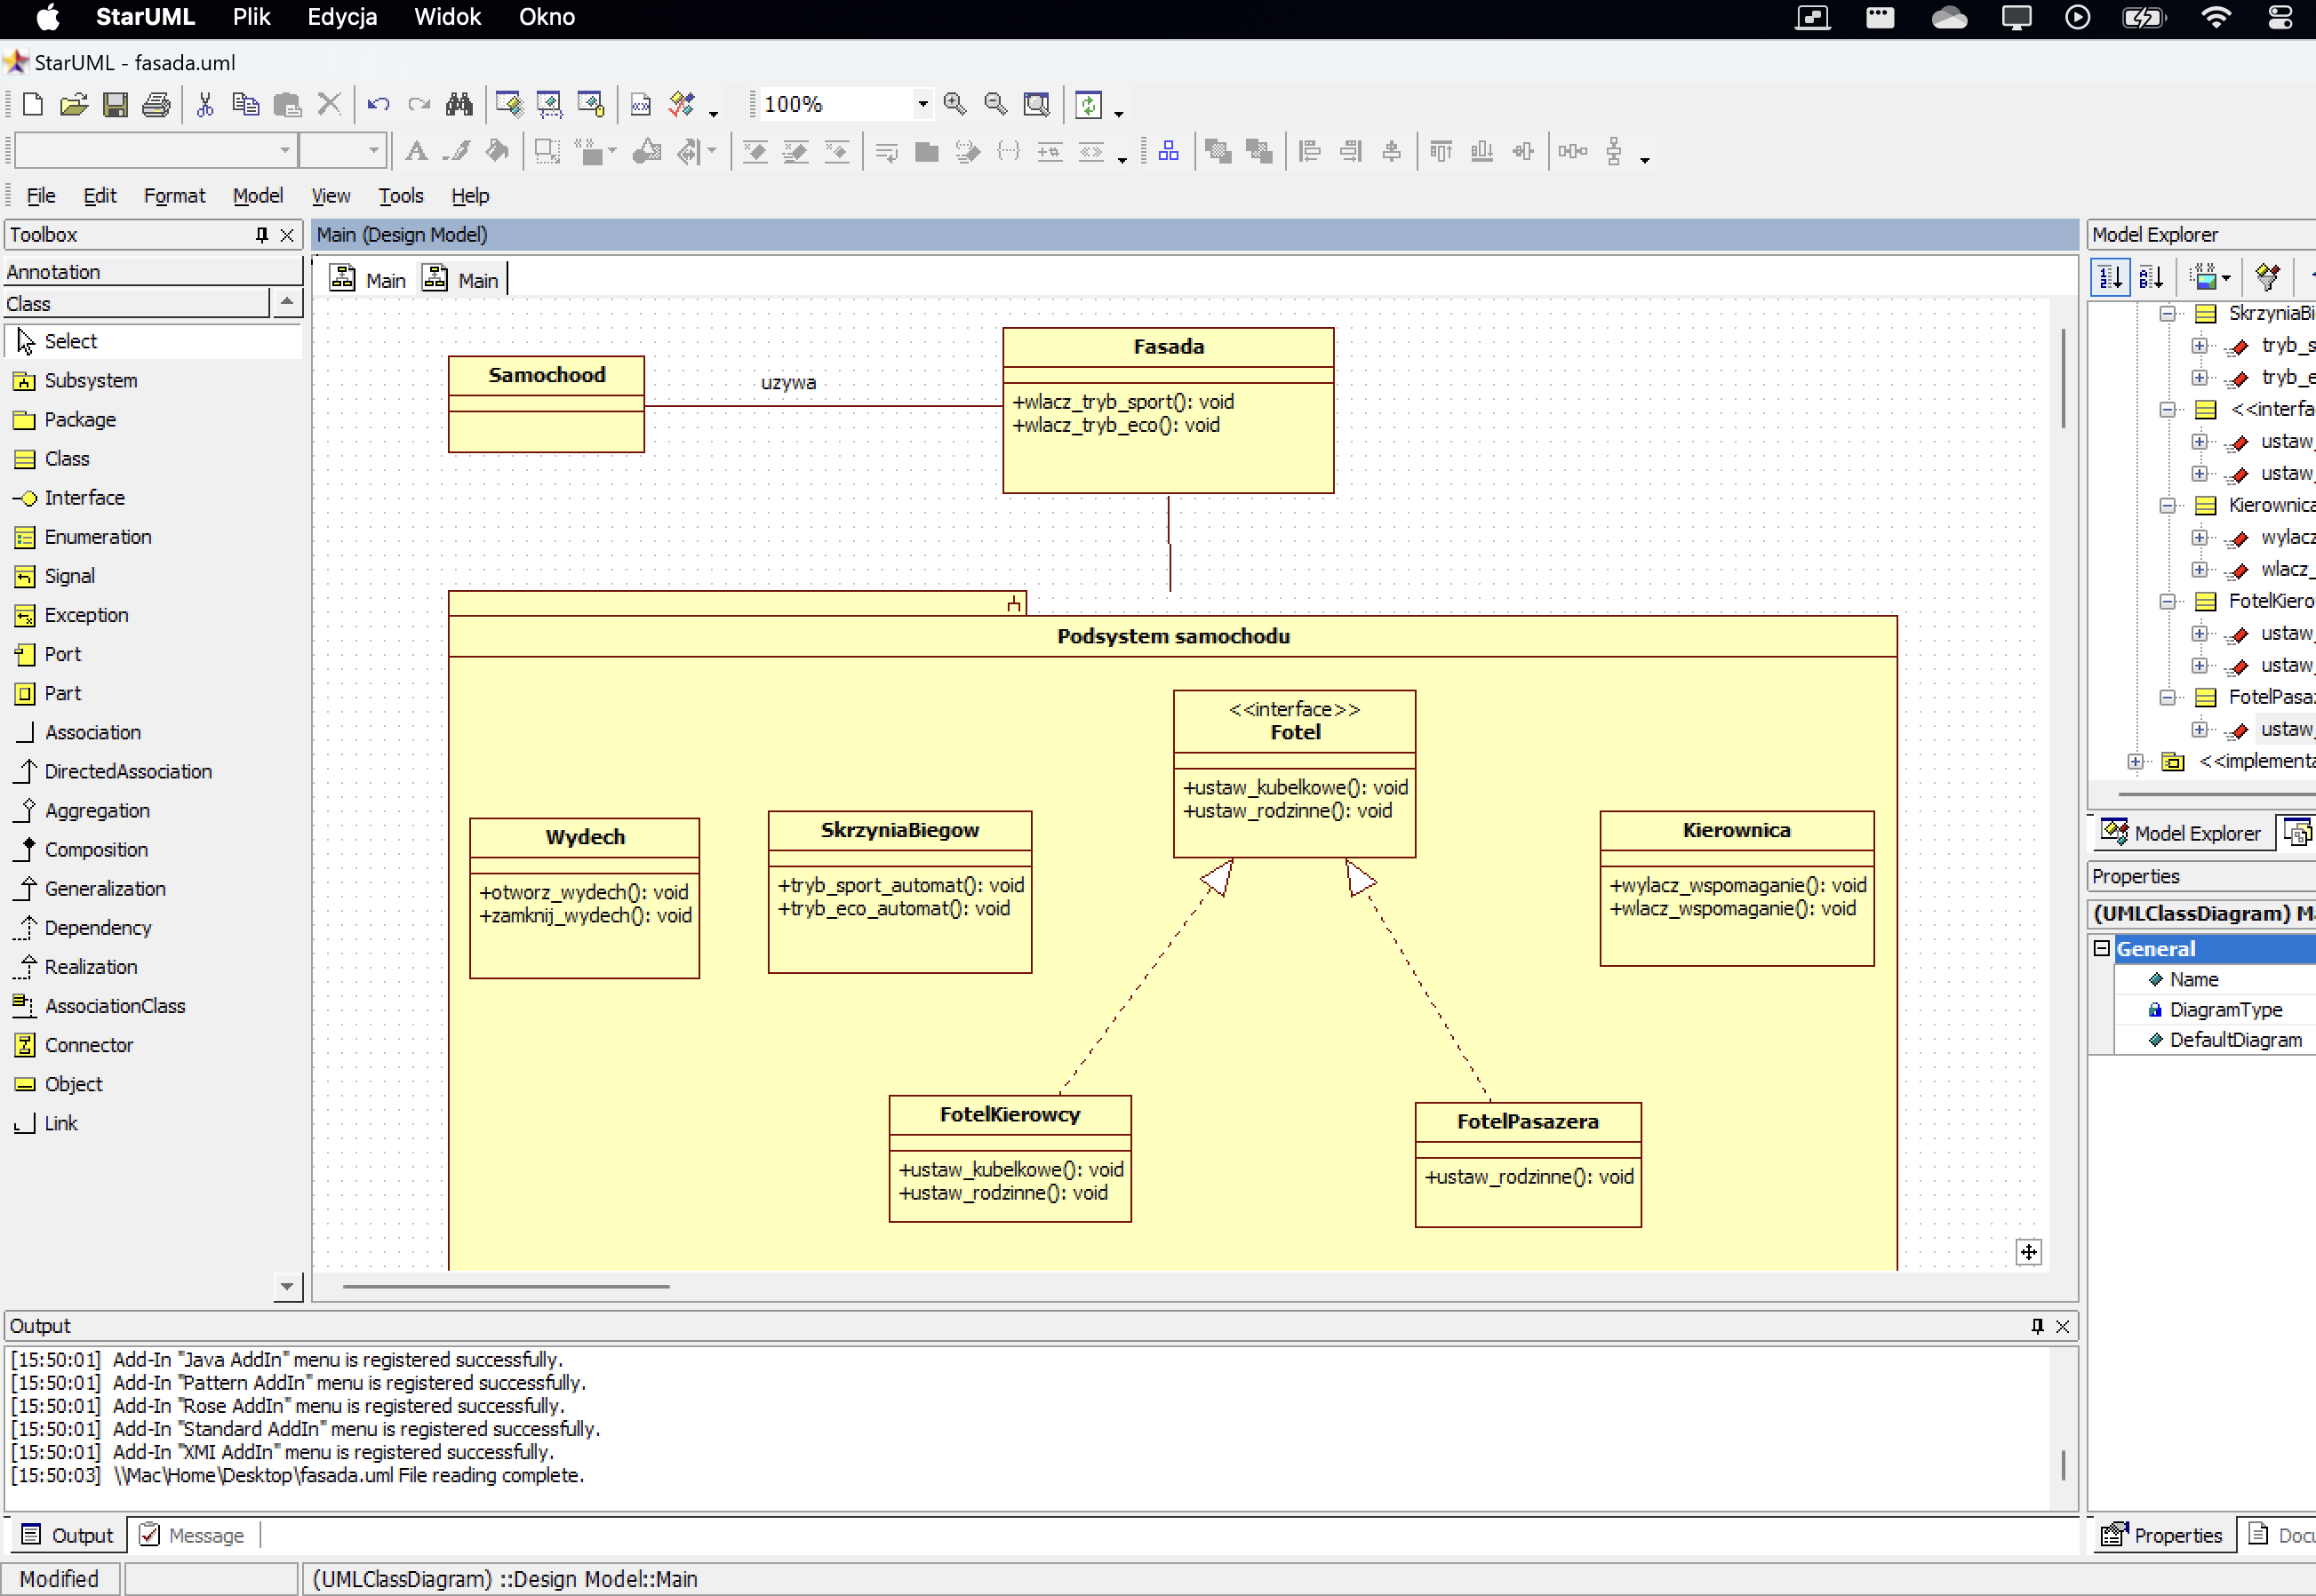 StarUML Plik Edycja Widok Okno
StarUML - fasada.uml
100%
File Edit Format Model View Tools Help
Toolbox
Annotation
Class
Select
Subsystem
Package
Class
Interface
Enumeration
Signal
Exception
Port
Part
Association
DirectedAssociation
Aggregation
Composition
Generalization
Dependency
Realization
AssociationClass
Connector
Object
Link
Main (Design Model)
Main Main
Samochood
uzywa
Fasada
+wlacz_tryb_sport(): void
+wlacz_tryb_eco(): void
Podsystem samochodu
<<interface>>
Fotel
+ustaw_kubelkowe(): void
+ustaw_rodzinne(): void
Wydech
+otworz_wydech(): void
+zamknij_wydech(): void
SkrzyniaBiegow
+tryb_sport_automat(): void
+tryb_eco_automat(): void
Kierownica
+wylacz_wspomaganie(): void
+wlacz_wspomaganie(): void
FotelKierowcy
+ustaw_kubelkowe(): void
+ustaw_rodzinne(): void
FotelPasazera
+ustaw_rodzinne(): void
Model Explorer
SkrzyniaBi
tryb_s
tryb_e
<<interfac
ustaw_
ustaw_
Kierownica
wylacz
wlacz_
FotelKiero
ustaw_
ustaw_
FotelPasaz
ustaw_
<<implementa
Model Explorer
Properties
(UMLClassDiagram) Ma
General
Name
DiagramType
DefaultDiagram
Properties Docu
Output
[15:50:01] Add-In "Java AddIn" menu is registered successfully.
[15:50:01] Add-In "Pattern AddIn" menu is registered successfully.
[15:50:01] Add-In "Rose AddIn" menu is registered successfully.
[15:50:01] Add-In "Standard AddIn" menu is registered successfully.
[15:50:01] Add-In "XMI AddIn" menu is registered successfully.
[15:50:03] \\Mac\Home\Desktop\fasada.uml File reading complete.
Output Message
Modified (UMLClassDiagram) ::Design Model::Main